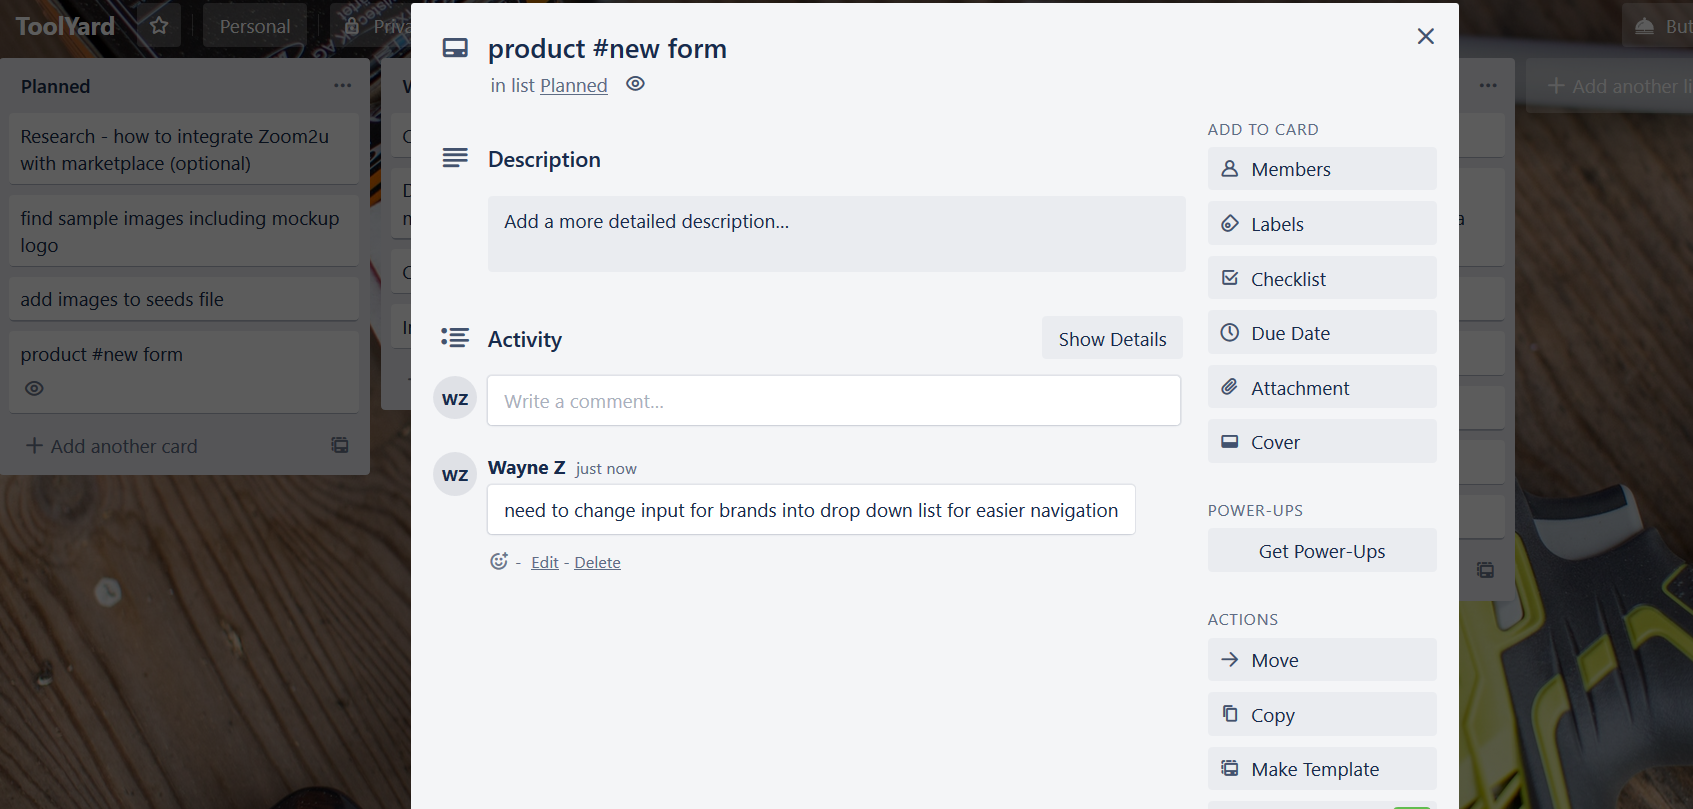 ToolYard
Personal
Planned
Research - how to integrate Zoom2u
with marketplace (optional)
find sample images including mockup
logo
add images to seeds file
product #new form
+ Add another card
product #new form
in list Planned
Description
Add a more detailed description...
Activity
Show Details
WZ
Write a comment...
WZ
Wayne Z just now
need to change input for brands into drop down list for easier navigation
- Edit - Delete
ADD TO CARD
Members
Labels
Checklist
Due Date
Attachment
Cover
POWER-UPS
Get Power-Ups
ACTIONS
Move
Copy
Make Template
+ Add another li